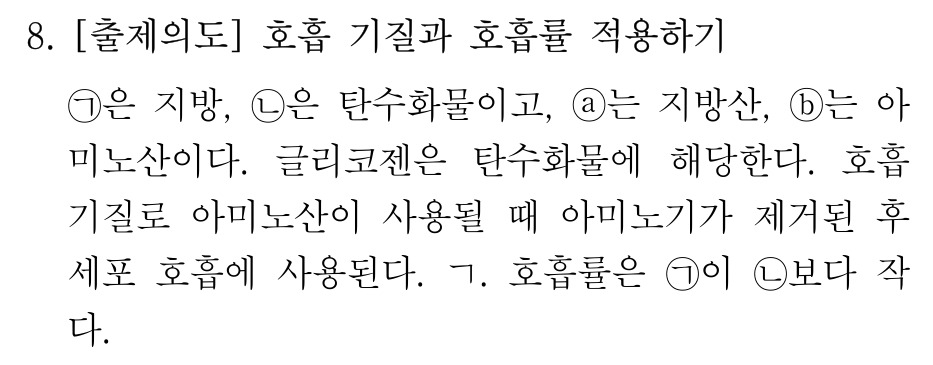 8. [출제의도] 호흡 기질과 호흡률 적용하기
㉠은 지방, ㉡은 탄수화물이고, ⓐ는 지방산, ⓑ는 아
미노산이다. 글리코젠은 탄수화물에 해당한다. 호흡
기질로 아미노산이 사용될 때 아미노기가 제거된 후
세포 호흡에 사용된다. ㄱ. 호흡률은 ㉠이 ㉡보다 작
다.